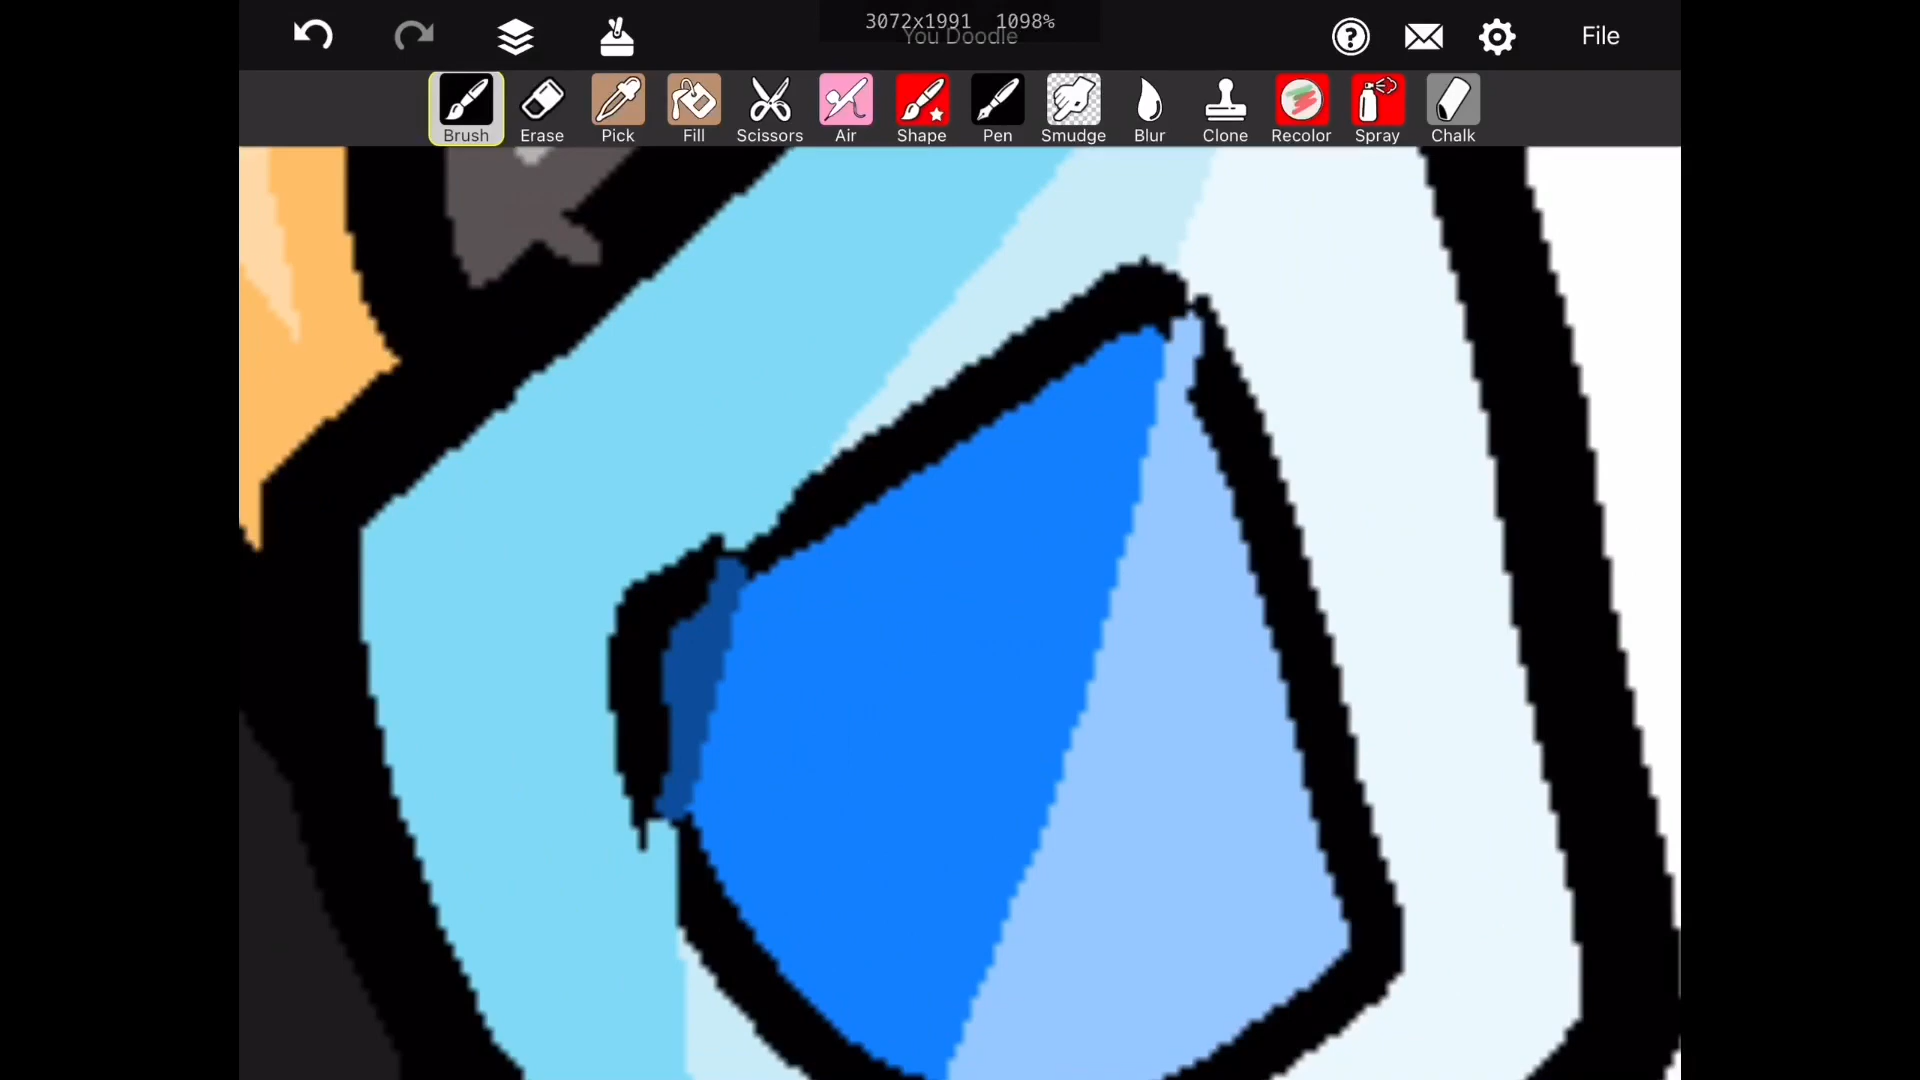 3072x1991 1098%
You Doodle
File
Brush Erase Pick Fill Scissors Air Shape Pen Smudge Blur Clone Recolor Spray Chalk